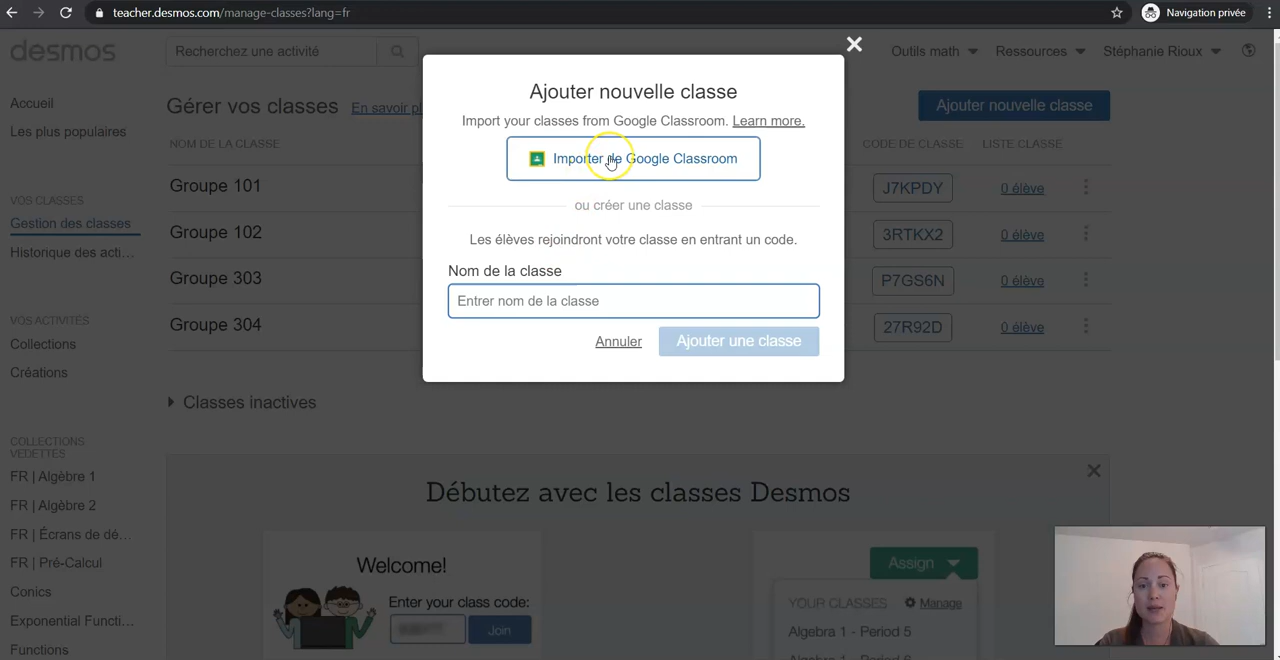 teacher.desmos.com/manage-classes?lang=fr
Navigation privée
desmos
Recherchez une activité
Outils math
Ressources
Stéphanie Rioux
Accueil
Les plus populaires
VOS CLASSES
Gestion des classes
Historique des acti...
VOS ACTIVITÉS
Collections
Créations
COLLECTIONS
VEDETTES
FR | Algèbre 1
FR | Algèbre 2
FR | Écrans de dé...
FR | Pré-Calcul
Conics
Exponential Functi...
Functions
Gérer vos classes
En savoir pl
Ajouter nouvelle classe
NOM DE LA CLASSE
CODE DE CLASSE
LISTE CLASSE
Groupe 101
J7KPDY
0 élève
Groupe 102
3RTKX2
0 élève
Groupe 303
P7GS6N
0 élève
Groupe 304
27R92D
0 élève
Classes inactives
Ajouter nouvelle classe
Import your classes from Google Classroom. Learn more.
Importer de Google Classroom
ou créer une classe
Les élèves rejoindront votre classe en entrant un code.
Nom de la classe
Entrer nom de la classe
Annuler
Ajouter une classe
Débutez avec les classes Desmos
Welcome!
Enter your class code:
Join
Assign
YOUR CLASSES
Manage
Algebra 1 - Period 5